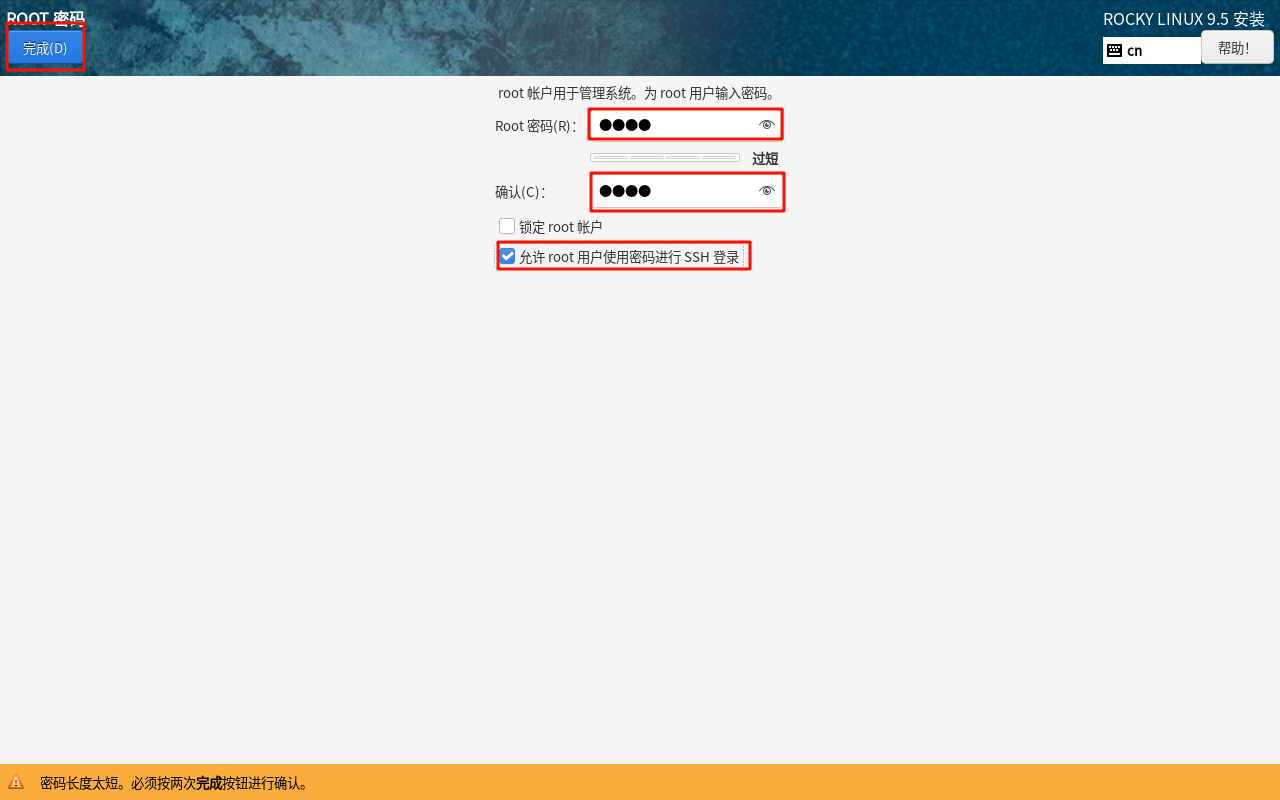 ROOT 密码
ROCKY LINUX 9.5 安装
完成(D)
cn
帮助！
root 帐户用于管理系统。为 root 用户输入密码。
Root 密码(R)：
过短
确认(C)：
锁定 root 帐户
允许 root 用户使用密码进行 SSH 登录
密码长度太短。必须按两次完成按钮进行确认。